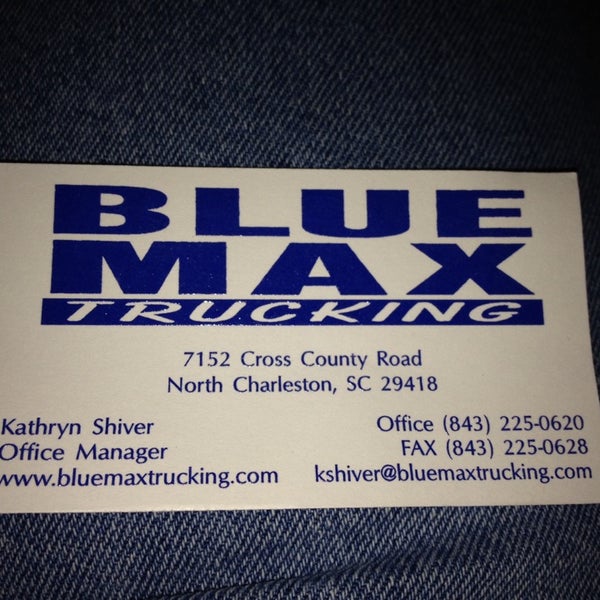 BLUE
MAX
TRUCKING
7152 Cross County Road
North Charleston, SC 29418
Kathryn Shiver
Office Manager
www.bluemaxtrucking.com
Office (843) 225-0620
FAX (843) 225-0628
kshiver@bluemaxtrucking.com